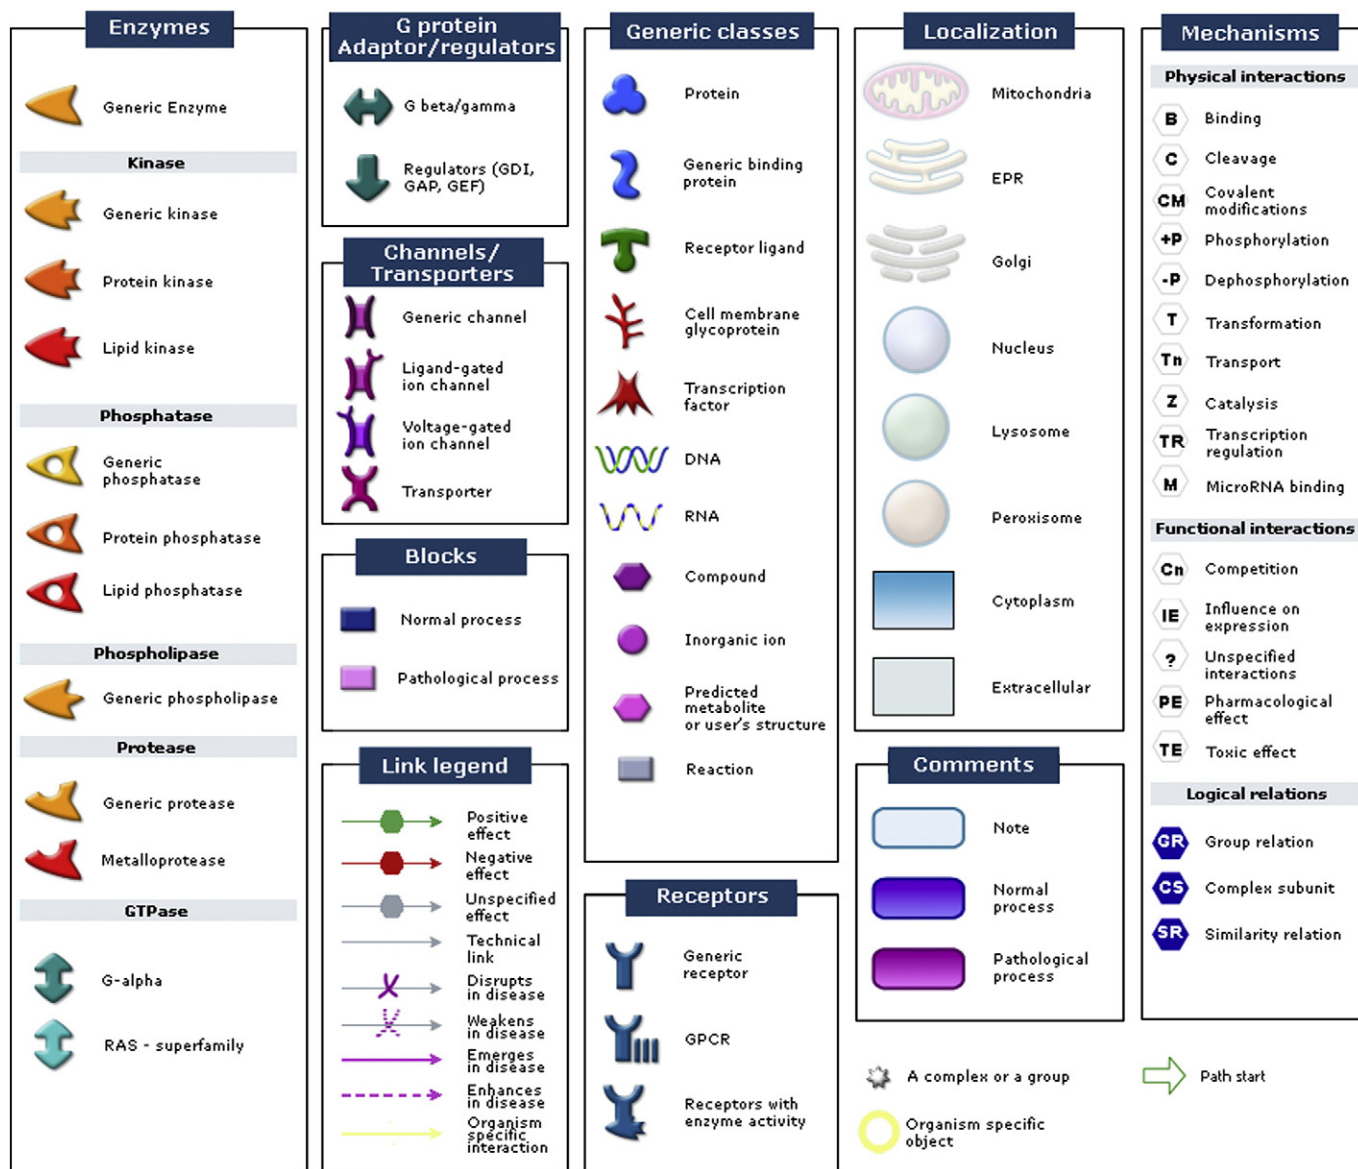 Enzymes
Generic Enzyme
Kinase
Generic kinase
Protein kinase
Lipid kinase
Phosphatase
Generic
phosphatase
Protein phosphatase
Lipid phosphatase
Phospholipase
Generic phospholipase
Protease
Generic protease
Metalloprotease
GTPase
G-alpha
RAS - superfamily
G protein
Adaptor/regulators
G beta/gamma
Regulators (GDI,
GAP, GEF)
Channels/
Transporters
Generic channel
Ligand-gated
ion channel
Voltage-gated
ion channel
Transporter
Blocks
Normal process
Pathological process
Link legend
Positive
effect
Negative
effect
Unspecified
effect
Technical
link
Disrupts
in disease
Weakens
in disease
Emerges
in disease
Enhances
in disease
Organism
specific
interaction
Generic classes
Protein
Generic binding
protein
Receptor ligand
Cell membrane
glycoprotein
Transcription
factor
DNA
RNA
Compound
Inorganic ion
Predicted
metabolite
or user's structure
Reaction
Receptors
Generic
receptor
GPCR
Receptors with
enzyme activity
Localization
Mitochondria
EPR
Golgi
Nucleus
Lysosome
Peroxisome
Cytoplasm
Extracellular
Comments
Note
Normal
process
Pathological
process
A complex or a group
Organism specific
object
Mechanisms
Physical interactions
B Binding
C Cleavage
CM Covalent
modifications
+P Phosphorylation
-P Dephosphorylation
T Transformation
Tn Transport
Z Catalysis
TR Transcription
regulation
M MicroRNA binding
Functional interactions
Cn Competition
IE Influence on
expression
? Unspecified
interactions
PE Pharmacological
effect
TE Toxic effect
Logical relations
GR Group relation
CS Complex subunit
SR Similarity relation
Path start